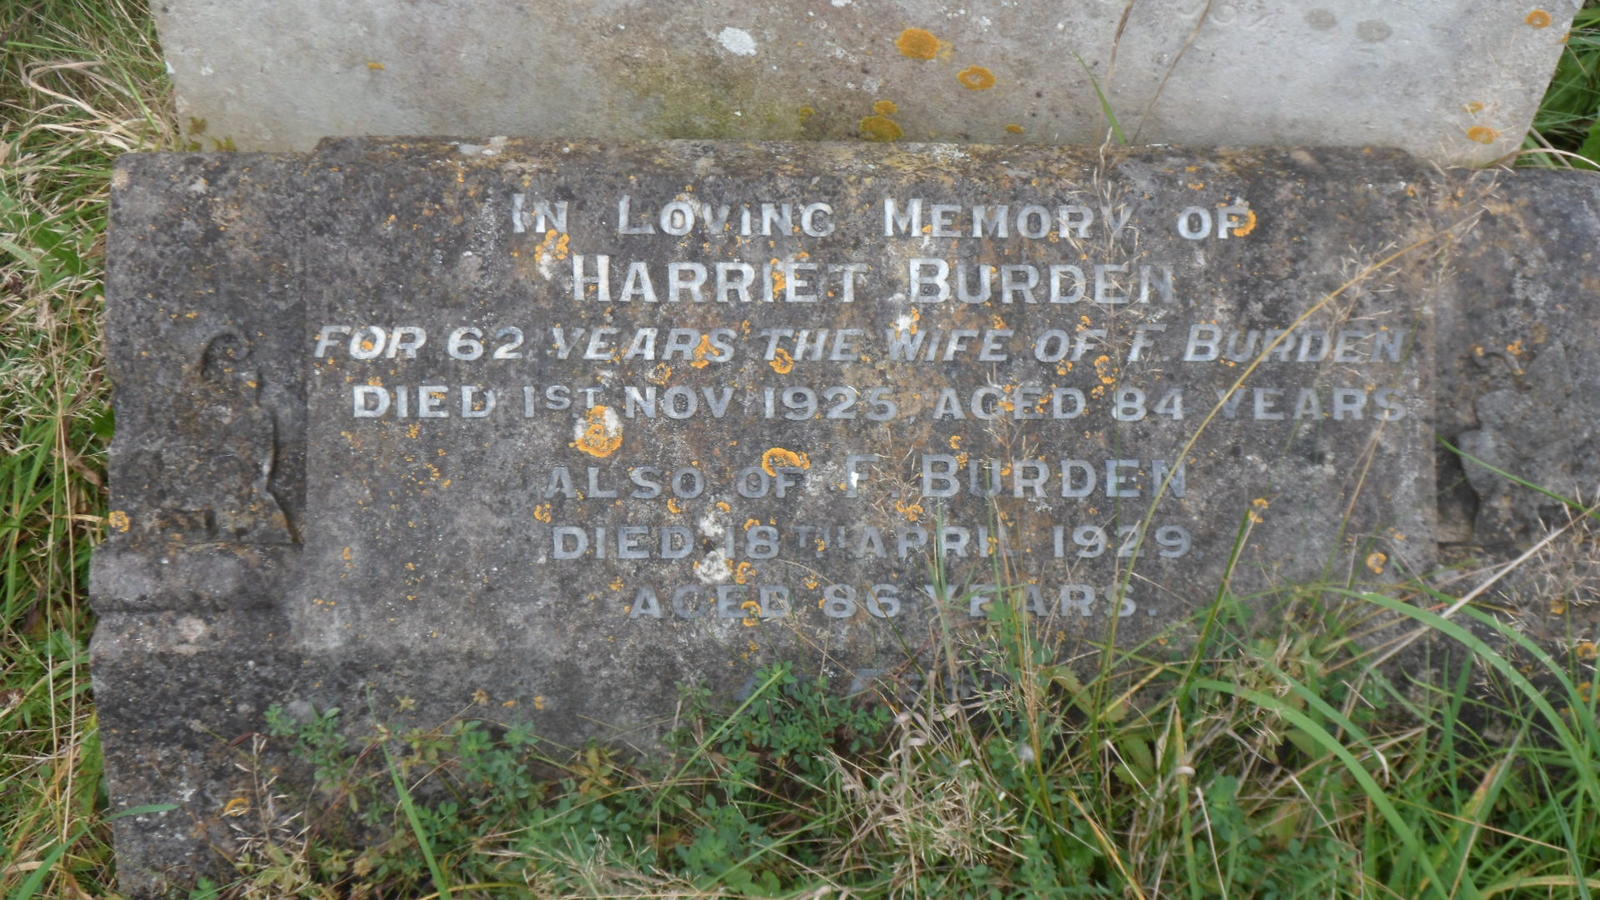 IN LOVING MEMORY OF
HARRIET BURDEN
FOR 62 YEARS THE WIFE OF F. BURDEN
DIED 1ST NOV 1925 AGED 84 YEARS
ALSO OF F. BURDEN
DIED 18TH APRIL 1929
AGED 86 YEARS.